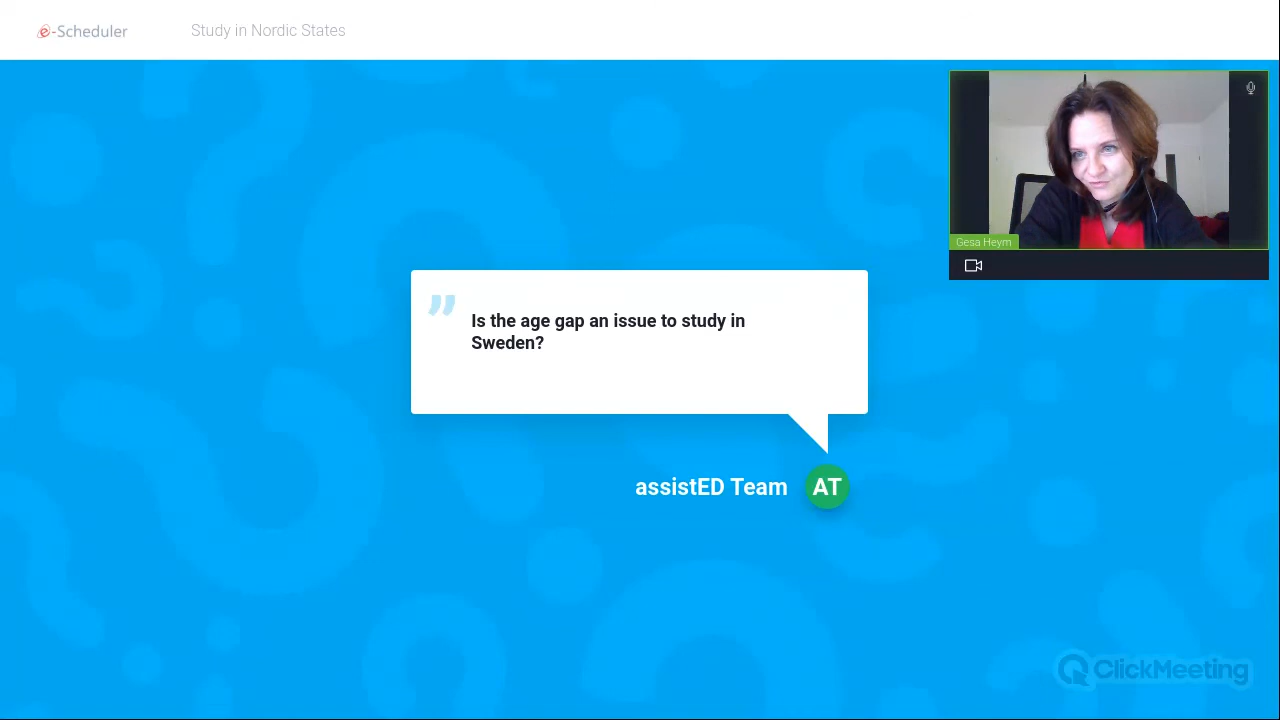 e-Scheduler
Study in Nordic States
Gesa Heym
Is the age gap an issue to study in
Sweden?
assistED Team
AT
ClickMeeting